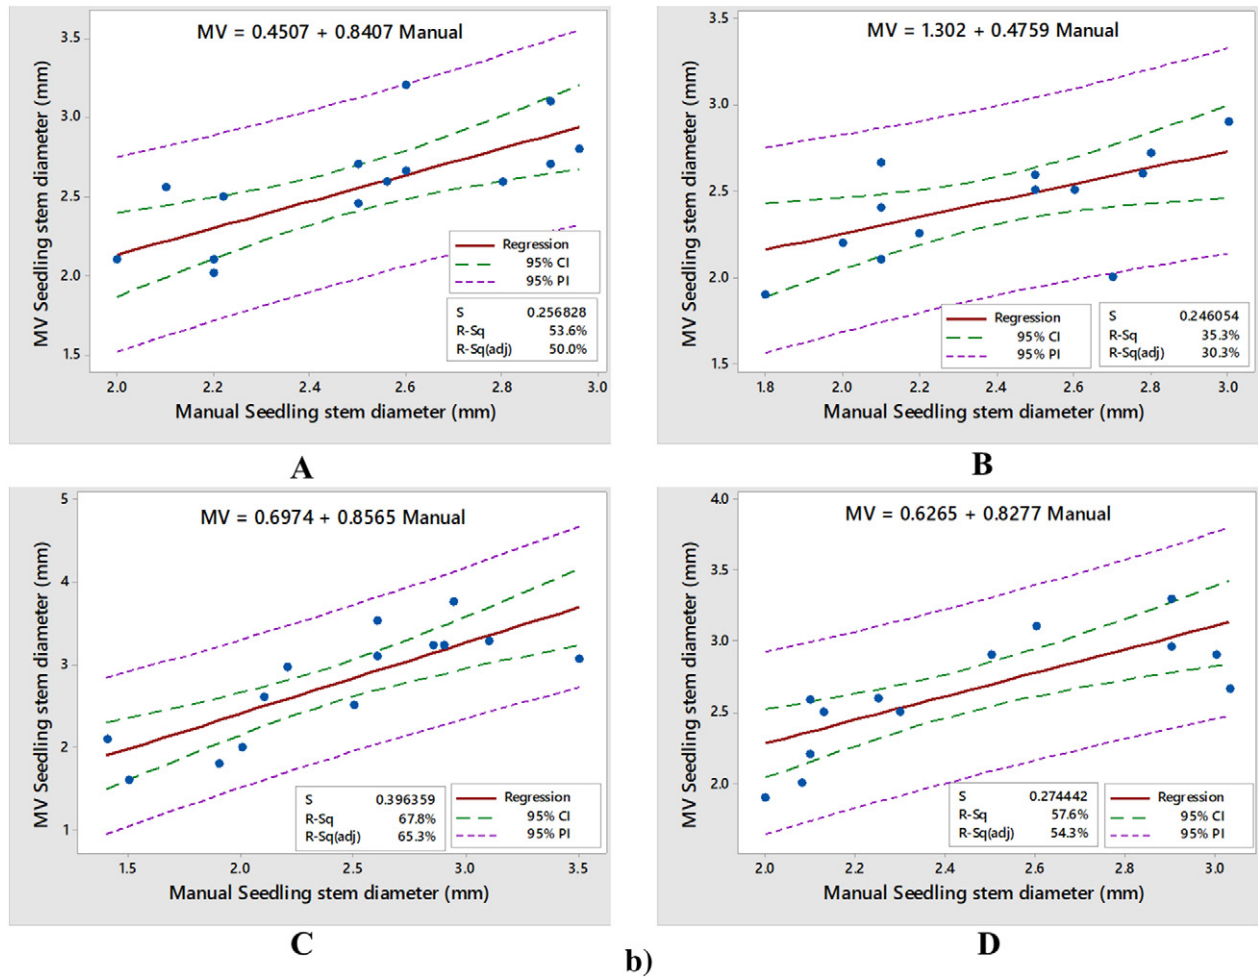 MV = 0.4507 + 0.8407 Manual
MV Seedling stem diameter (mm)
3.5
3.0
2.5
2.0
1.5
Regression
95% CI
95% PI
S 0.256828
R-Sq 53.6%
R-Sq(adj) 50.0%
2.0 2.2 2.4 2.6 2.8 3.0
Manual Seedling stem diameter (mm)
A
MV = 1.302 + 0.4759 Manual
MV Seedling stem diameter (mm)
3.5
3.0
2.5
2.0
1.5
Regression
95% CI
95% PI
S 0.246054
R-Sq 35.3%
R-Sq(adj) 30.3%
1.8 2.0 2.2 2.4 2.6 2.8 3.0
Manual Seedling stem diameter (mm)
B
MV = 0.6974 + 0.8565 Manual
MV Seedling stem diameter (mm)
5
4
3
2
1
S 0.396359
R-Sq 67.8%
R-Sq(adj) 65.3%
Regression
95% CI
95% PI
1.5 2.0 2.5 3.0 3.5
Manual Seedling stem diameter (mm)
C
MV = 0.6265 + 0.8277 Manual
MV Seedling stem diameter (mm)
4.0
3.5
3.0
2.5
2.0
S 0.274442
R-Sq 57.6%
R-Sq(adj) 54.3%
Regression
95% CI
95% PI
2.0 2.2 2.4 2.6 2.8 3.0
Manual Seedling stem diameter (mm)
D
b)